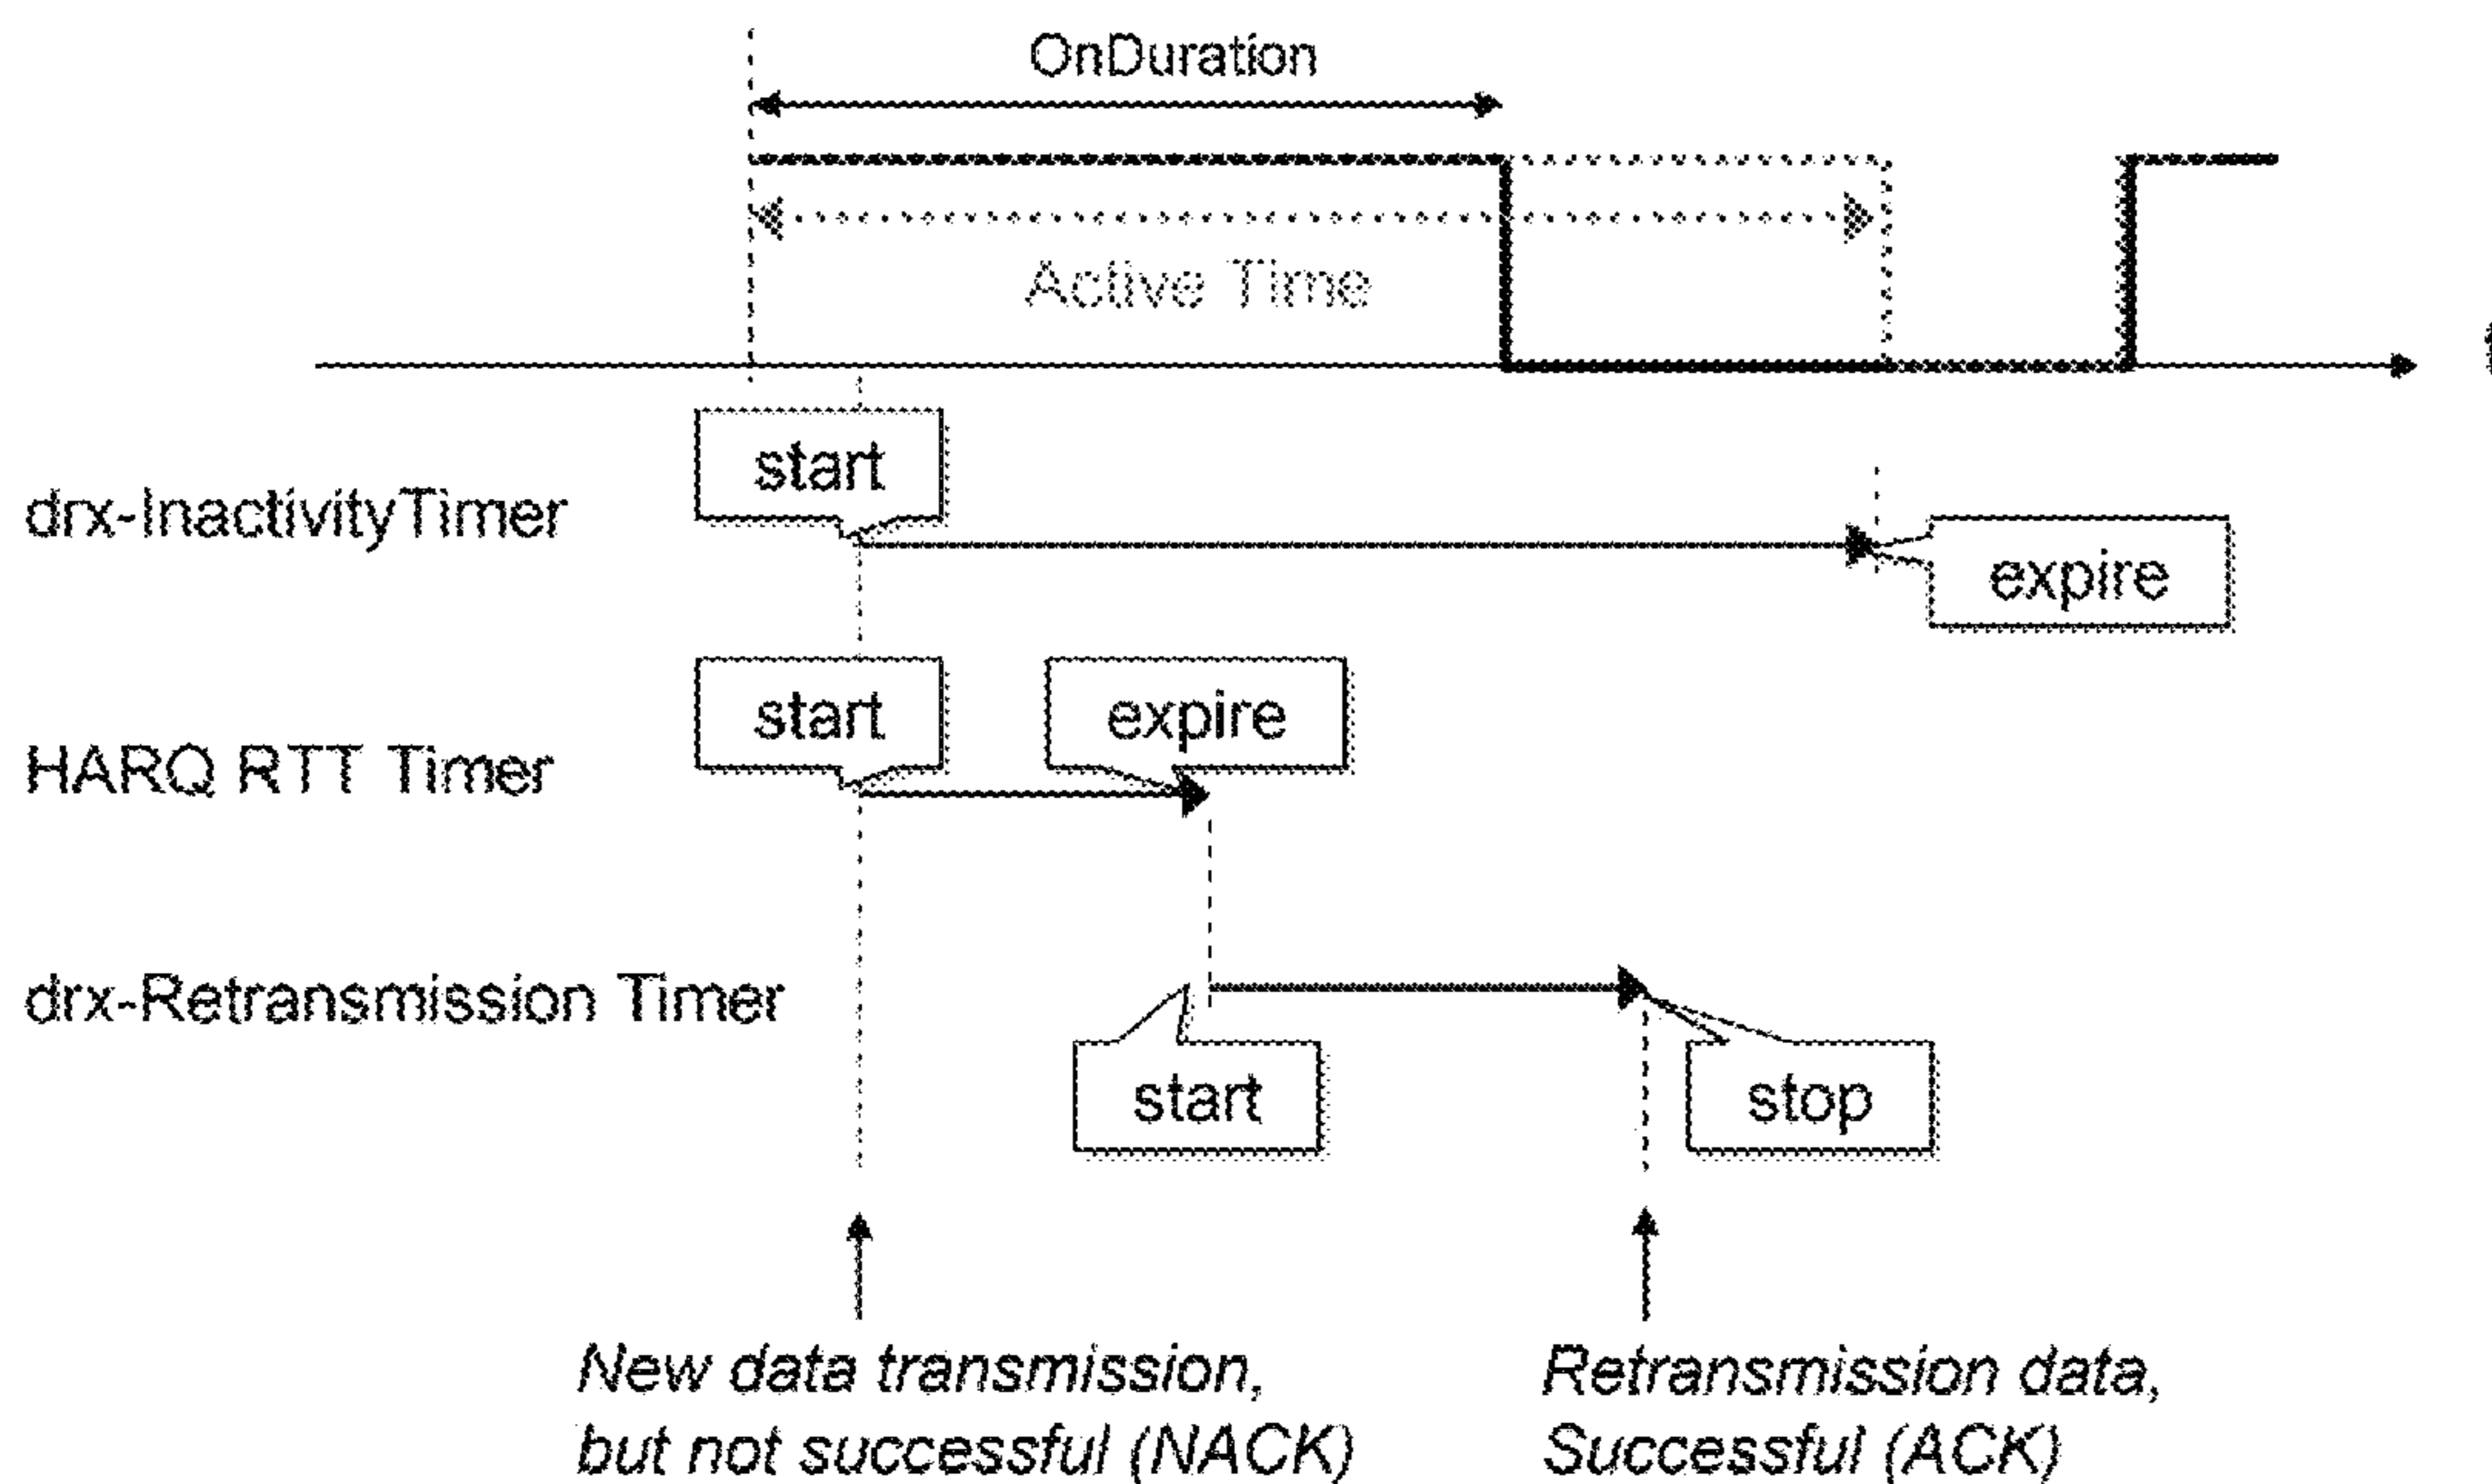 OnDuration
Active Time
start
drx-InactivityTimer
expire
start
expire
HARQ RTT Timer
drx-Retransmission Timer
start
stop
New data transmission,
but not successful (NACK)
Retransmission data,
Successful (ACK)